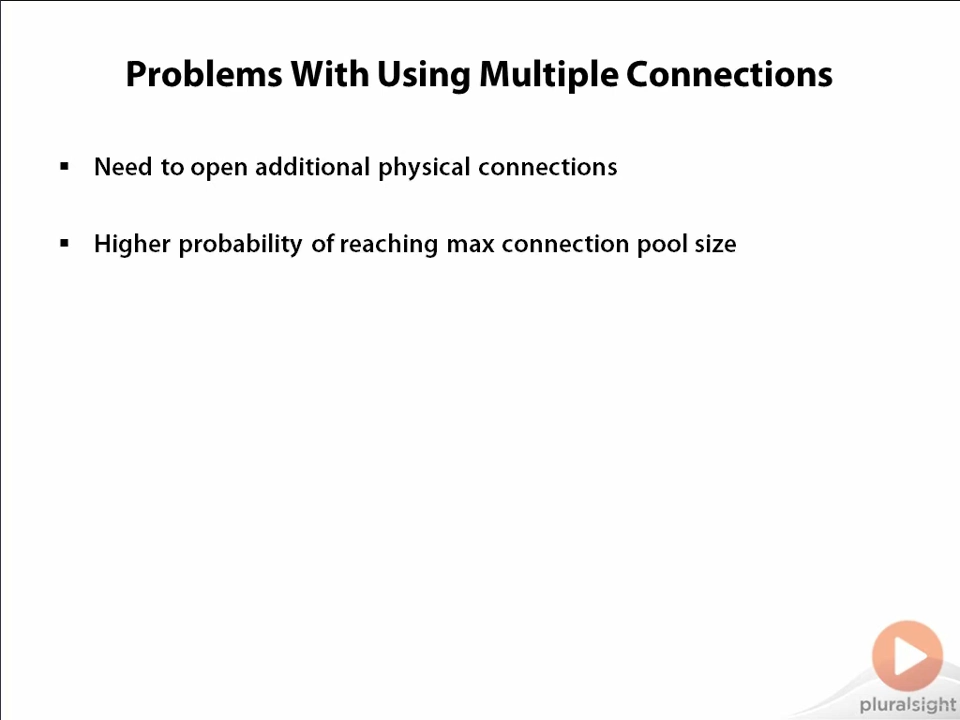 Problems With Using Multiple Connections
▪ Need to open additional physical connections
▪ Higher probability of reaching max connection pool size
pluralsight